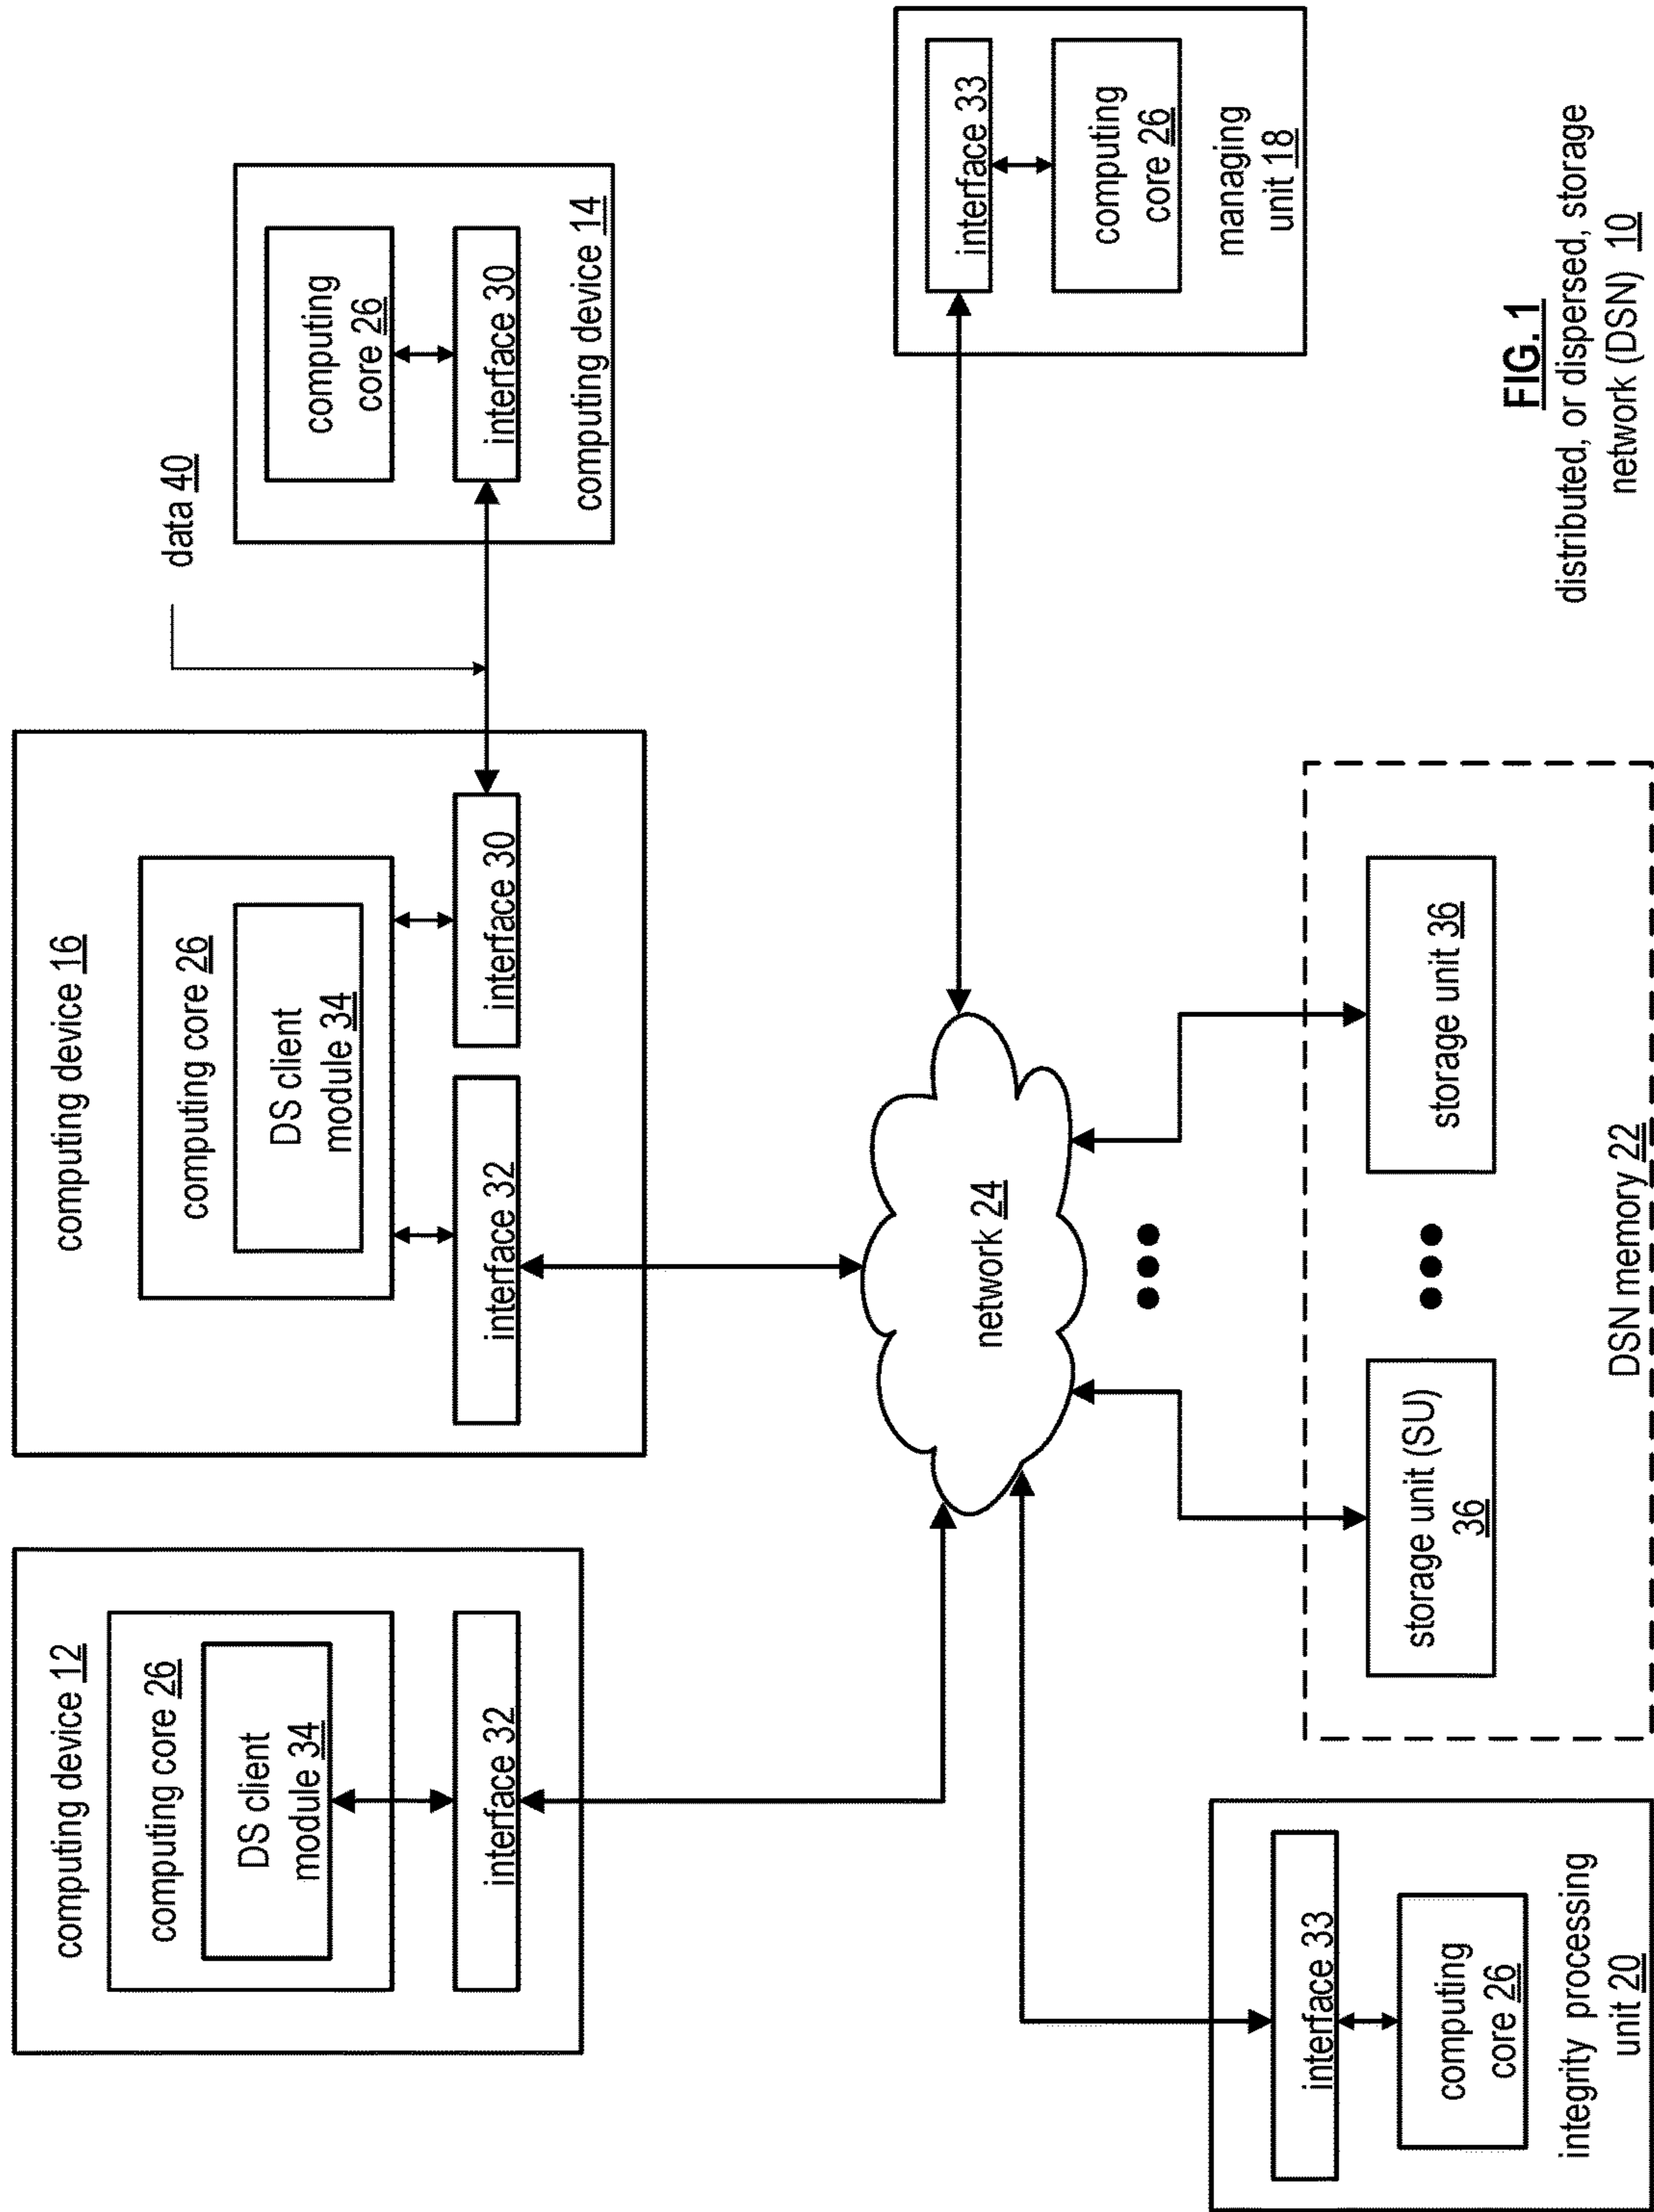 computing device 12
computing core 26
DS client
module 34
interface 32
computing device 16
computing core 26
DS client
module 34
interface 32
interface 30
data 40
computing
core 26
interface 30
computing device 14
network 24
interface 33
computing
core 26
managing
unit 18
interface 33
computing
core 26
integrity processing
unit 20
storage unit (SU)
36
storage unit 36
DSN memory 22
FIG. 1
distributed, or dispersed, storage
network (DSN) 10